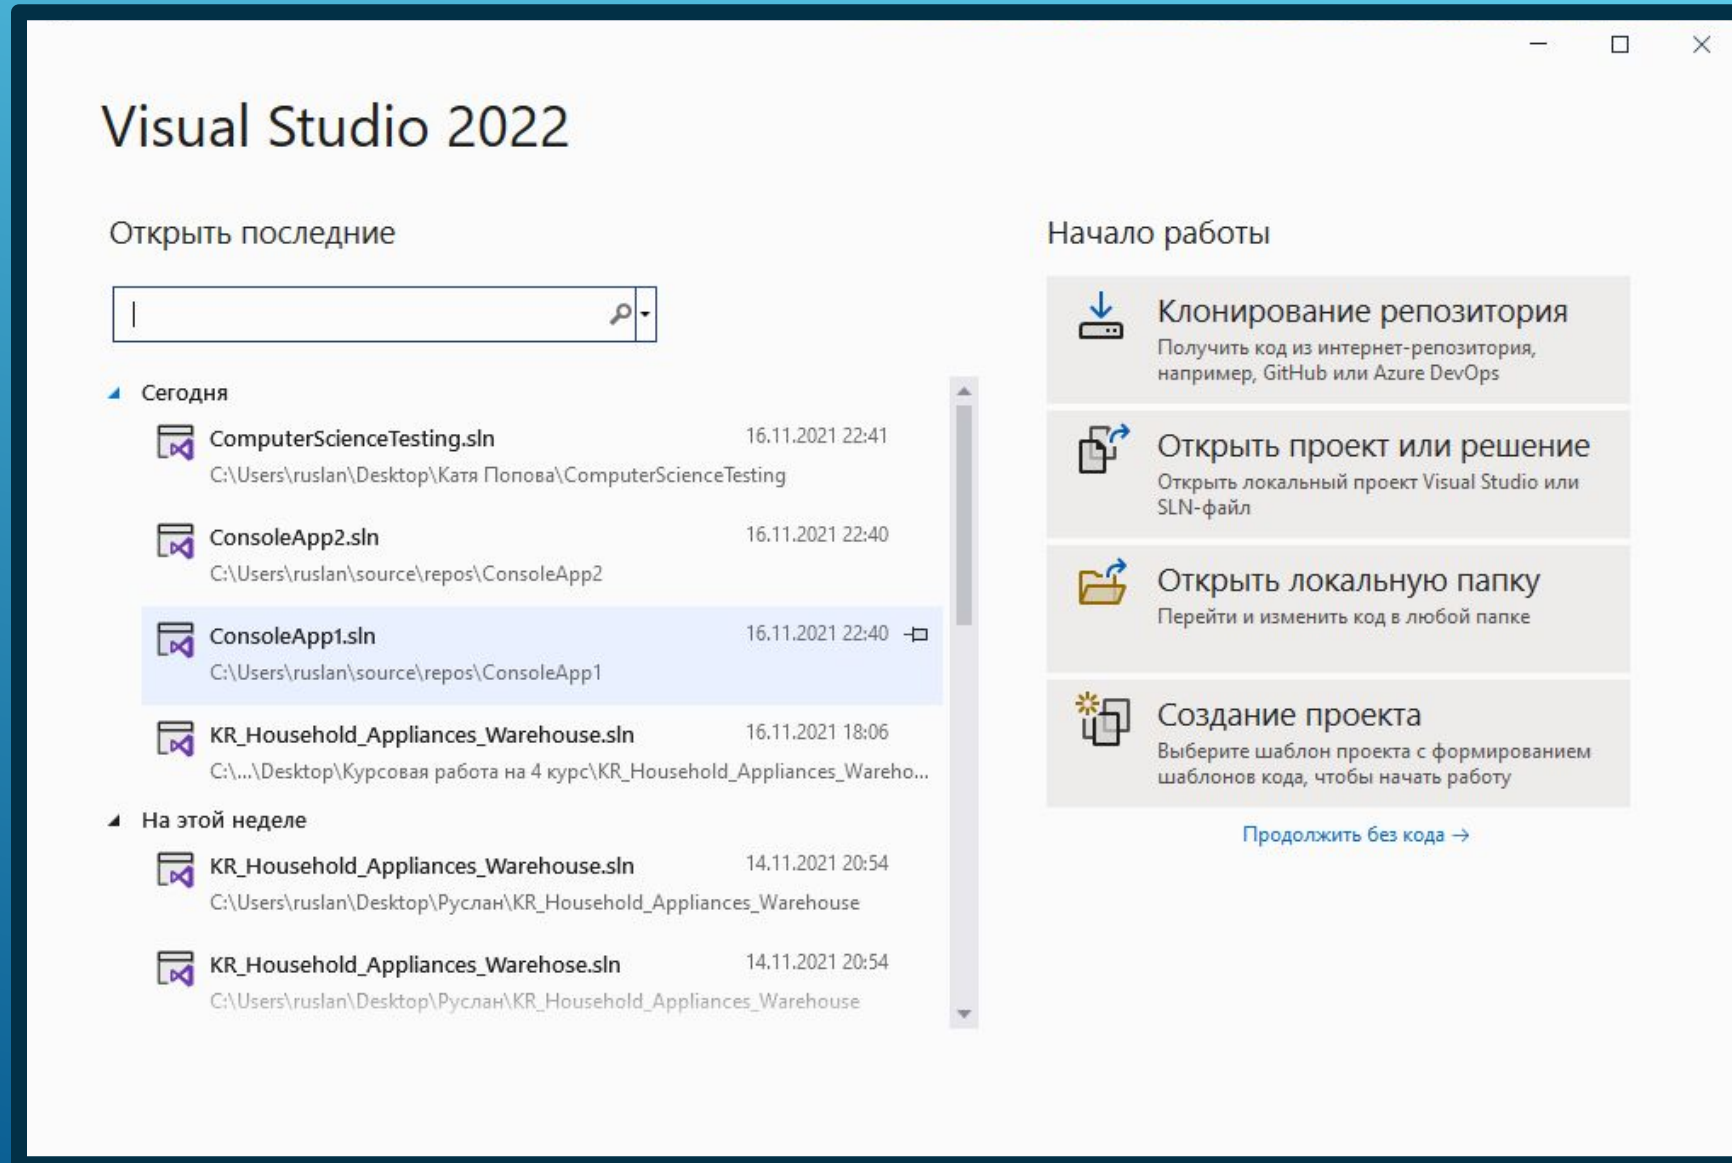 Visual Studio 2022
Открыть последние
Сегодня
ComputerScienceTesting.sln 16.11.2021 22:41
C:\Users\ruslan\Desktop\Катя Попова\ComputerScienceTesting
ConsoleApp2.sln 16.11.2021 22:40
C:\Users\ruslan\source\repos\ConsoleApp2
ConsoleApp1.sln 16.11.2021 22:40
C:\Users\ruslan\source\repos\ConsoleApp1
KR_Household_Appliances_Warehouse.sln 16.11.2021 18:06
C:\...\Desktop\Курсовая работа на 4 курс\KR_Household_Appliances_Wareho...
На этой неделе
KR_Household_Appliances_Warehouse.sln 14.11.2021 20:54
C:\Users\ruslan\Desktop\Руслан\KR_Household_Appliances_Warehouse
KR_Household_Appliances_Warehose.sln 14.11.2021 20:54
C:\Users\ruslan\Desktop\Руслан\KR_Household_Appliances_Warehouse
Начало работы
Клонирование репозитория
Получить код из интернет-репозитория,
например, GitHub или Azure DevOps
Открыть проект или решение
Открыть локальный проект Visual Studio или
SLN-файл
Открыть локальную папку
Перейти и изменить код в любой папке
Создание проекта
Выберите шаблон проекта с формированием
шаблонов кода, чтобы начать работу
Продолжить без кода →